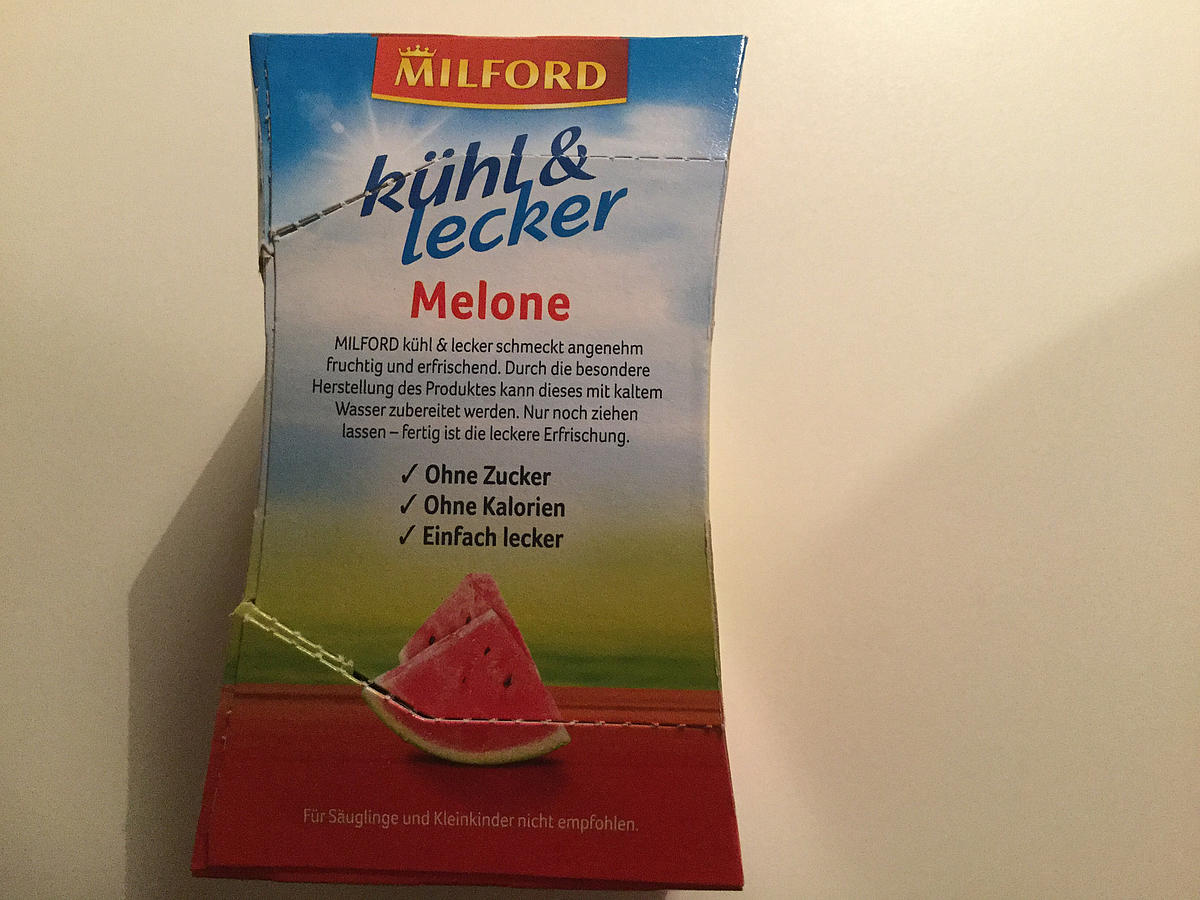 MILFORD
kühl &
lecker
Melone
MILFORD kühl & lecker schmeckt angenehm
fruchtig und erfrischend. Durch die besondere
Herstellung des Produktes kann dieses mit kaltem
Wasser zubereitet werden. Nur noch ziehen
lassen – fertig ist die leckere Erfrischung.
✓ Ohne Zucker
✓ Ohne Kalorien
✓ Einfach lecker
Für Säuglinge und Kleinkinder nicht empfohlen.